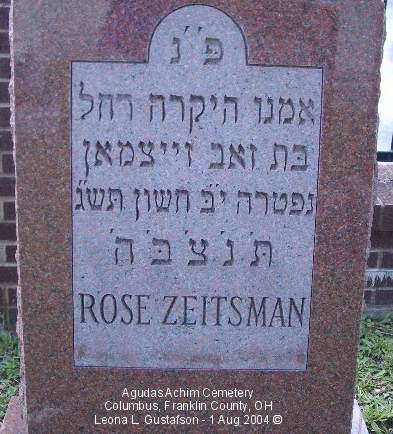 פ״נ
אמנו היקרה רחל
בת זאב זייצמאן
נפטרה י״ב חשון תש״ג
ת׳ נ׳ צ׳ ב׳ ה׳
ROSE ZEITSMAN
Agudas Achim Cemetery
Columbus, Franklin County, OH
Leona L. Gustafson - 1 Aug 2004 ©